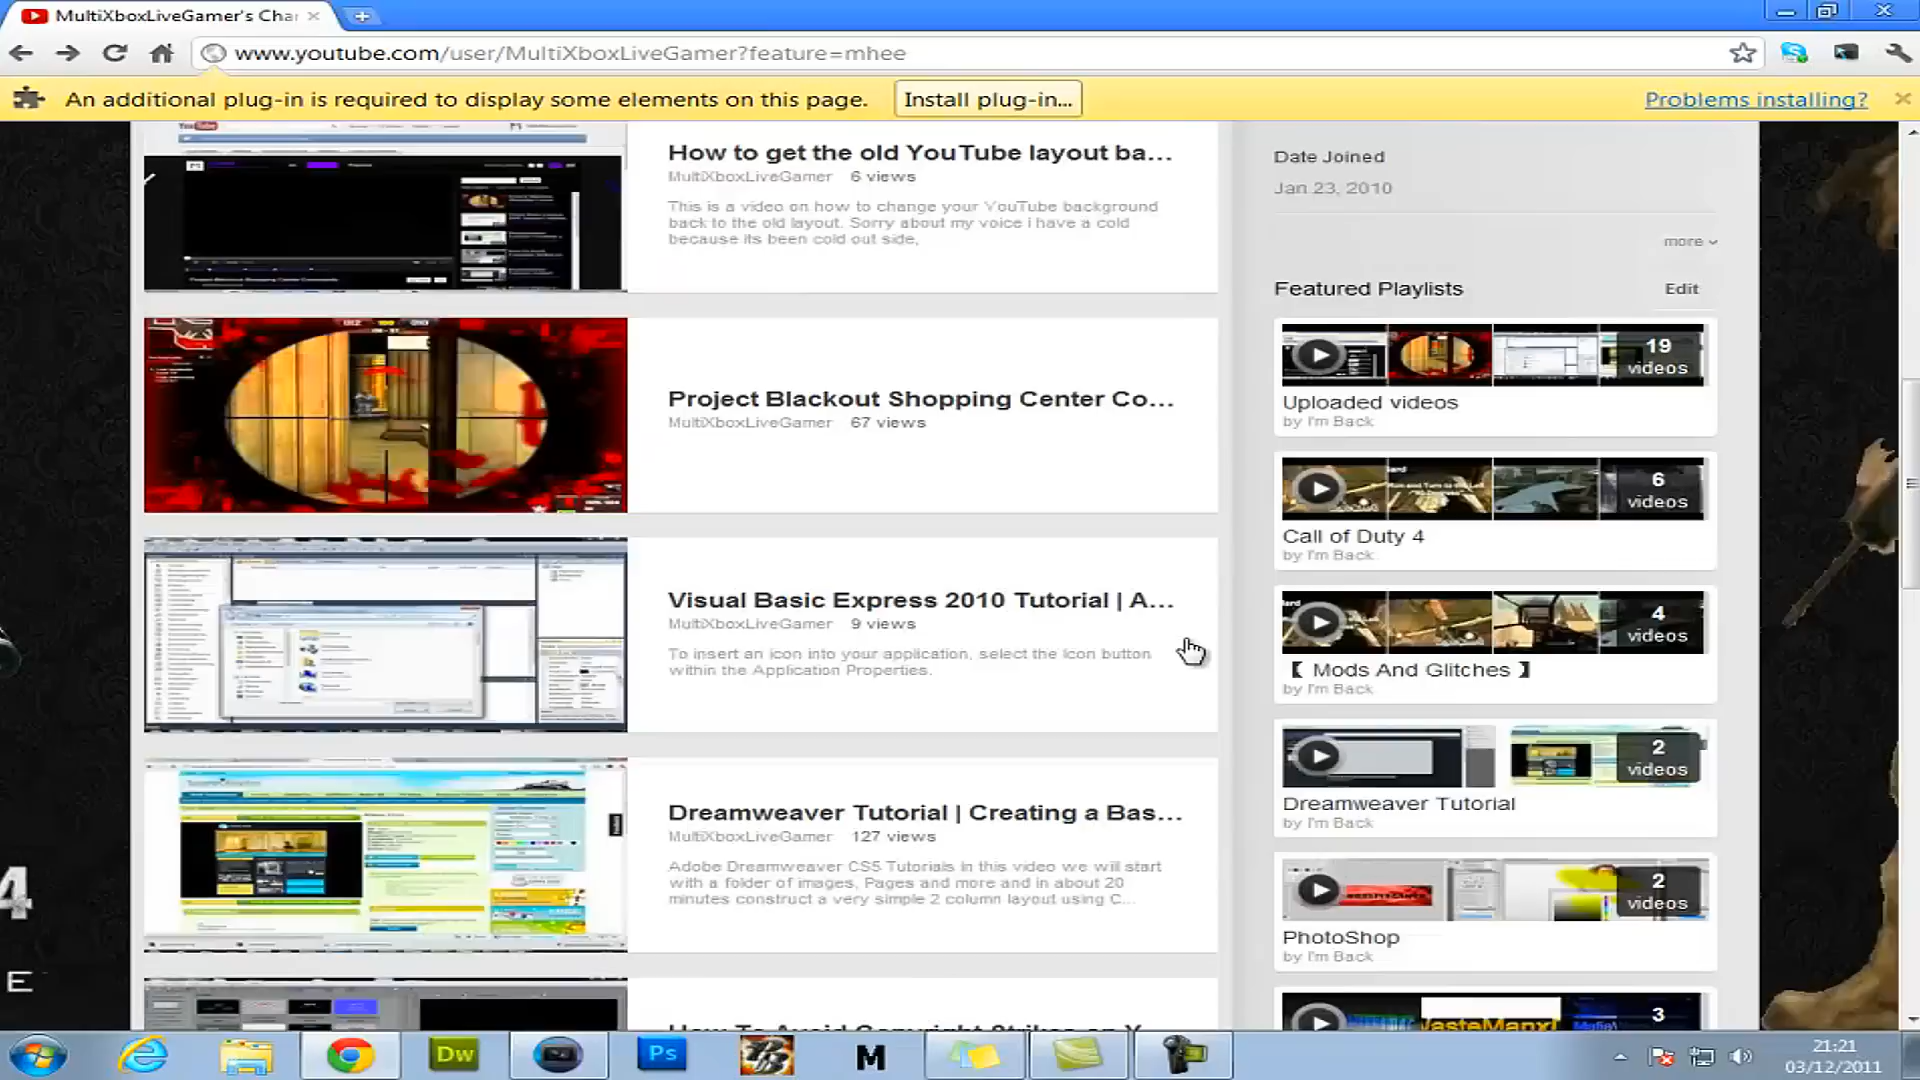 MultiXboxLiveGamer's Cha
www.youtube.com/user/MultiXboxLiveGamer?feature=mhee
An additional plug-in is required to display some elements on this page.
Install plug-in...
Problems installing?
How to get the old YouTube layout ba...
MultiXboxLiveGamer 6 views
This is a video on how to change your YouTube background
back to the old layout. Sorry about my voice i have a cold
because its been cold out side,
Project Blackout Shopping Center Co...
MultiXboxLiveGamer 67 views
Visual Basic Express 2010 Tutorial | A...
MultiXboxLiveGamer 9 views
To insert an icon into your application, select the Icon button
within the Application Properties.
Dreamweaver Tutorial | Creating a Bas...
MultiXboxLiveGamer 127 views
Adobe Dreamweaver CS5 Tutorials In this video we will start
with a folder of images, Pages and more and in about 20
minutes construct a very simple 2 column layout using C...
How To Avoid Copyright Strikes on Y
Date Joined
Jan 23, 2010
more
Featured Playlists
Edit
19
videos
Uploaded videos
by I'm Back
6
videos
Call of Duty 4
by I'm Back
4
videos
【 Mods And Glitches 】
by I'm Back
2
videos
Dreamweaver Tutorial
by I'm Back
2
videos
PhotoShop
by I'm Back
3
4
E
Dw
Ps
M
21:21
03/12/2011